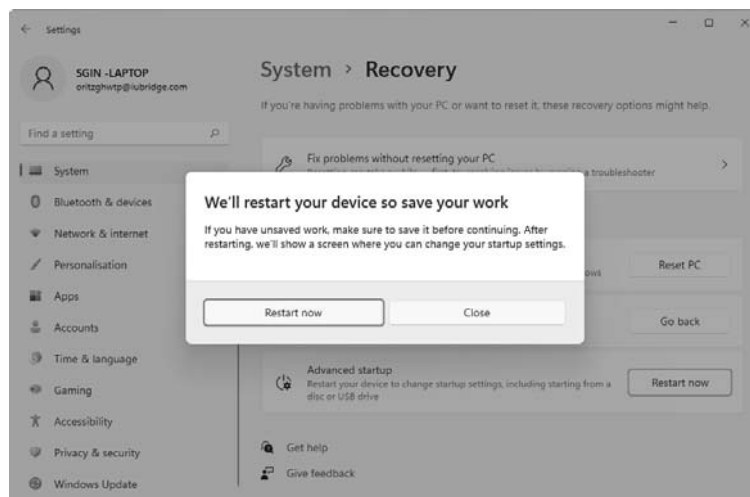 Settings
SGIN -LAPTOP
oritzghwtp@iubridge.com
Find a setting
System
Bluetooth & devices
Network & internet
Personalisation
Apps
Accounts
Time & language
Gaming
Accessibility
Privacy & security
Windows Update
System > Recovery
If you're having problems with your PC or want to reset it, these recovery options might help.
Fix problems without resetting your PC
troubleshooter
We'll restart your device so save your work
If you have unsaved work, make sure to save it before continuing. After
restarting, we'll show a screen where you can change your startup settings.
Restart now
Close
Reset PC
Go back
Advanced startup
Restart your device to change startup settings, including starting from a
disc or USB drive
Restart now
Get help
Give feedback